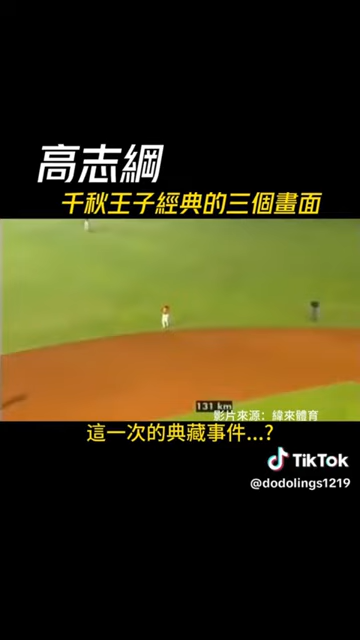 高志綱
千秋王子經典的三個畫面
131 km
影片來源：緯來體育
這一次的典藏事件...?
TikTok
@dodolings1219